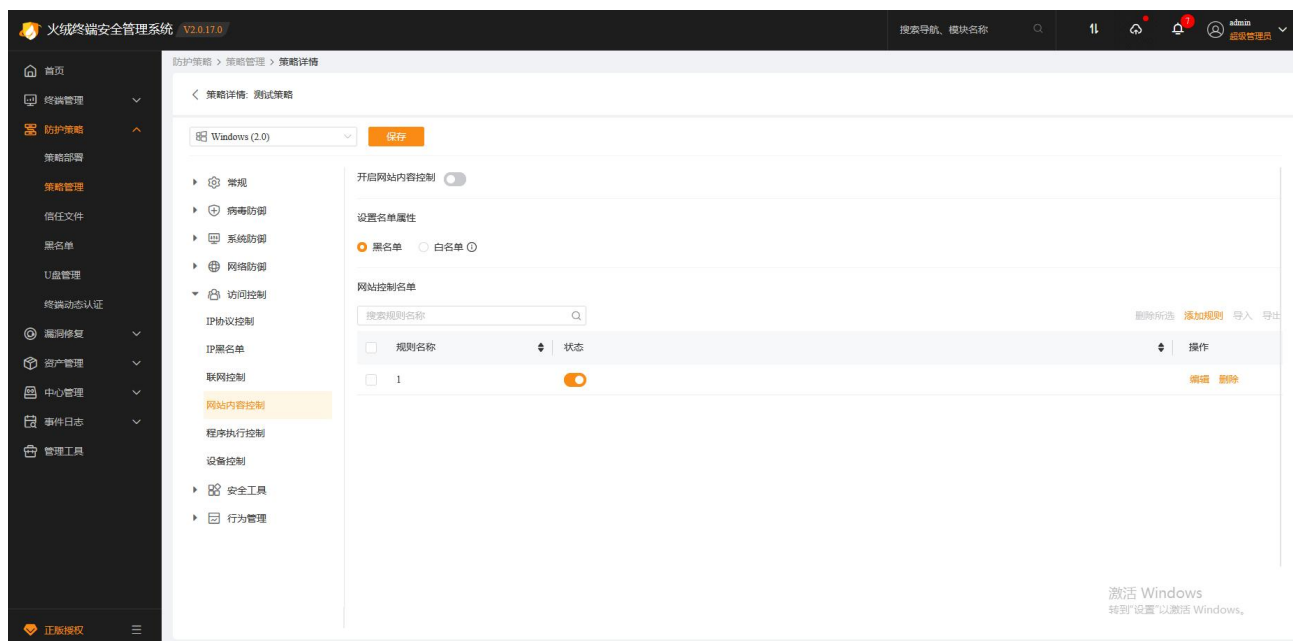 火绒终端安全管理系统 V2.0.17.0
搜索导航、模块名称
7
admin
超级管理员
首页
终端管理
防护策略
策略部署
策略管理
信任文件
黑名单
U盘管理
终端动态认证
漏洞修复
资产管理
中心管理
事件日志
管理工具
正版授权
防护策略 > 策略管理 > 策略详情
策略详情: 测试策略
Windows (2.0)
保存
常规
病毒防御
系统防御
网络防御
访问控制
IP协议控制
IP黑名单
联网控制
网站内容控制
程序执行控制
设备控制
安全工具
行为管理
开启网站内容控制
设置名单属性
黑名单 白名单
网站控制名单
搜索规则名称
删除所选 添加规则 导入 导出
规则名称 状态 操作
1 编辑 删除
激活 Windows
转到"设置"以激活 Windows。